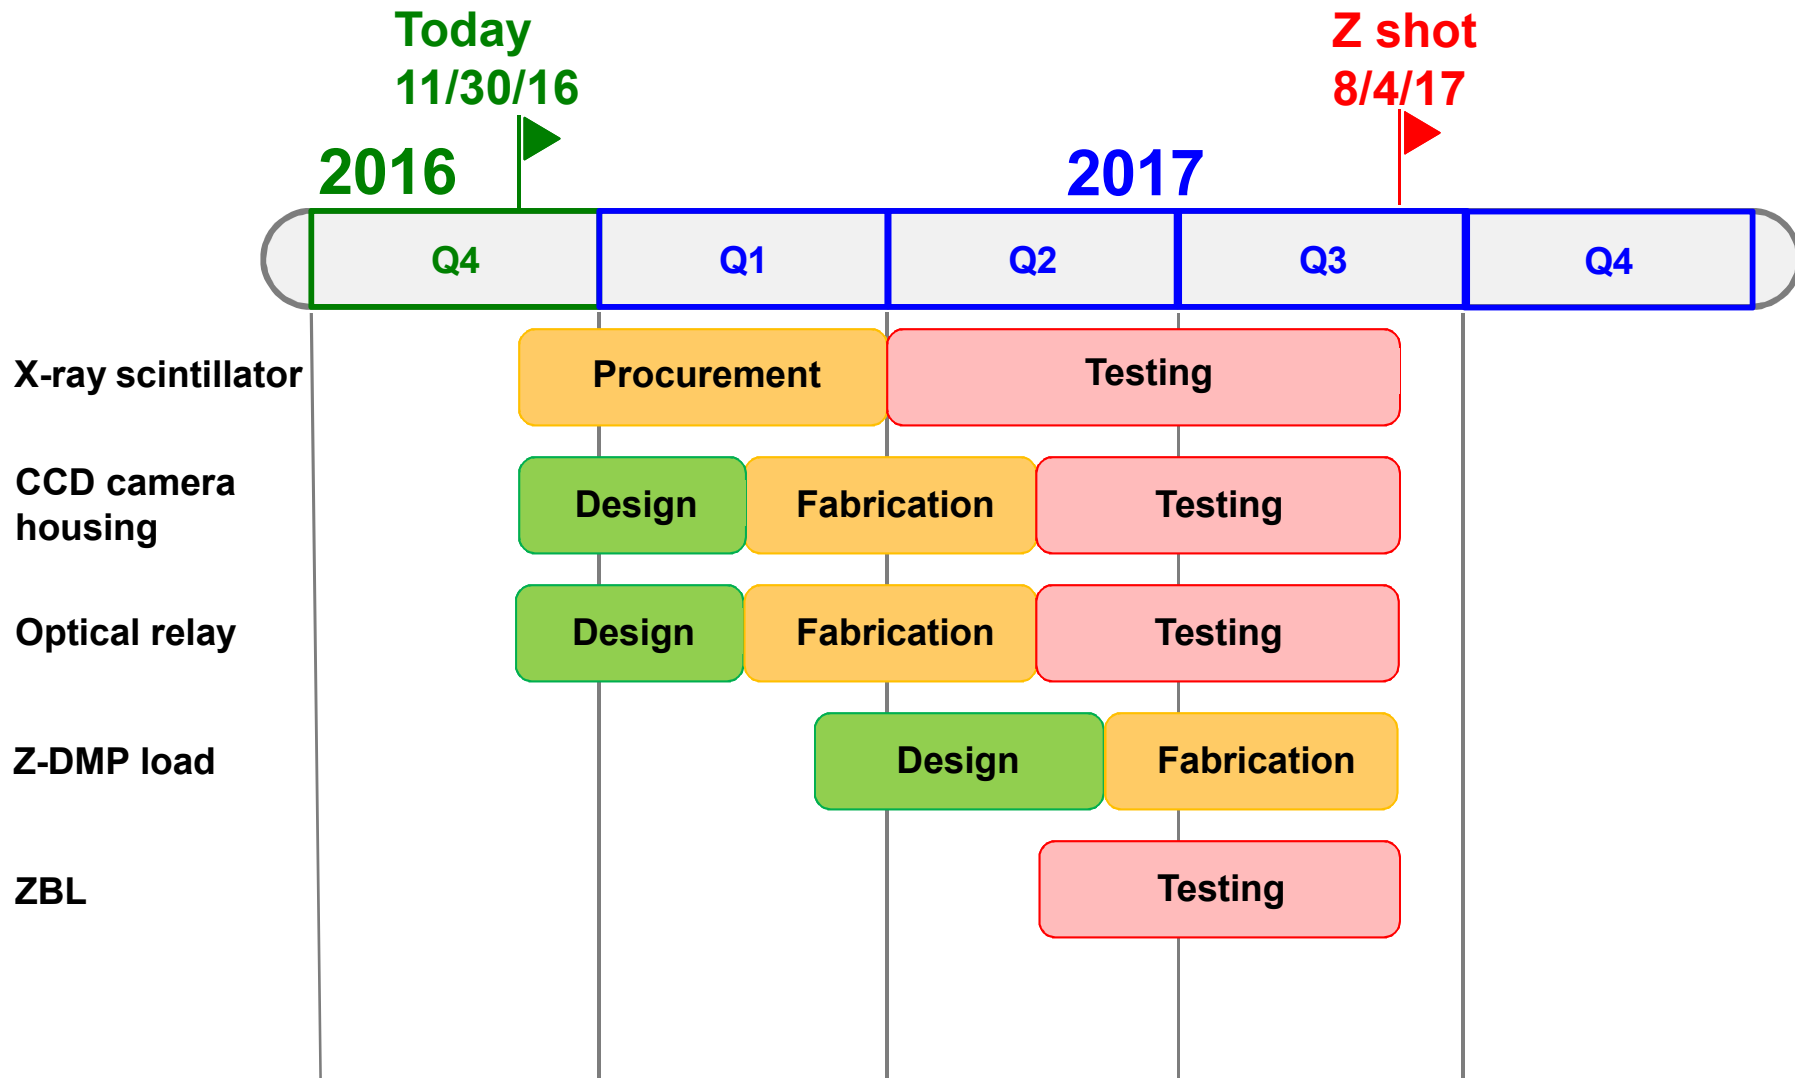 Today
11/30/16
Z shot
8/4/17
2016
2017
Q4
Q1
Q2
Q3
Q4
X-ray scintillator
Procurement
Testing
CCD camera
housing
Design
Fabrication
Testing
Optical relay
Design
Fabrication
Testing
Z-DMP load
Design
Fabrication
ZBL
Testing